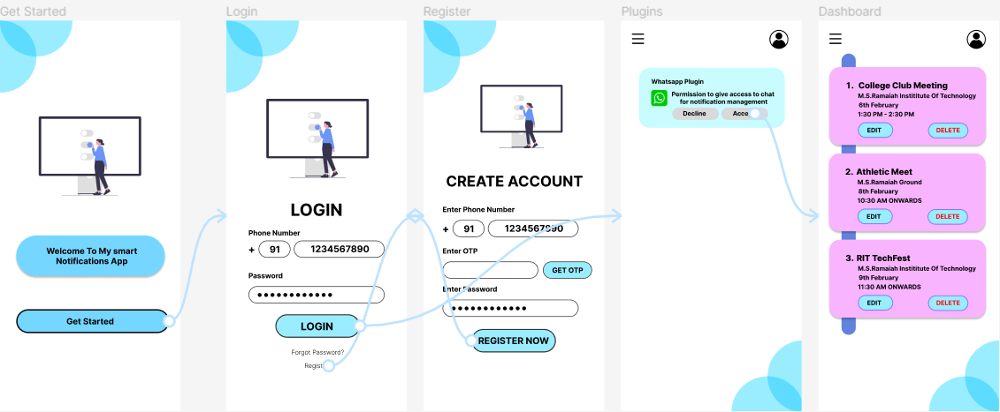 Get Started
Welcome To My smart
Notifications App
Get Started
Login
LOGIN
Phone Number
+ 91 1234567890
Password
LOGIN
Forgot Password?
Regist
Register
CREATE ACCOUNT
Enter Phone Number
+ 91 1234567890
Enter OTP
GET OTP
Enter Password
REGISTER NOW
Plugins
Whatsapp Plugin
Permission to give access to chat
for notification management
Decline Acce
Dashboard
1. College Club Meeting
M.S.Ramaiah Instititute Of Technology
6th February
1:30 PM - 2:30 PM
EDIT DELETE
2. Athletic Meet
M.S.Ramaiah Ground
8th February
10:30 AM ONWARDS
EDIT DELETE
3. RIT TechFest
M.S.Ramaiah Instititute Of Technology
9th February
11:30 AM ONWARDS
EDIT DELETE